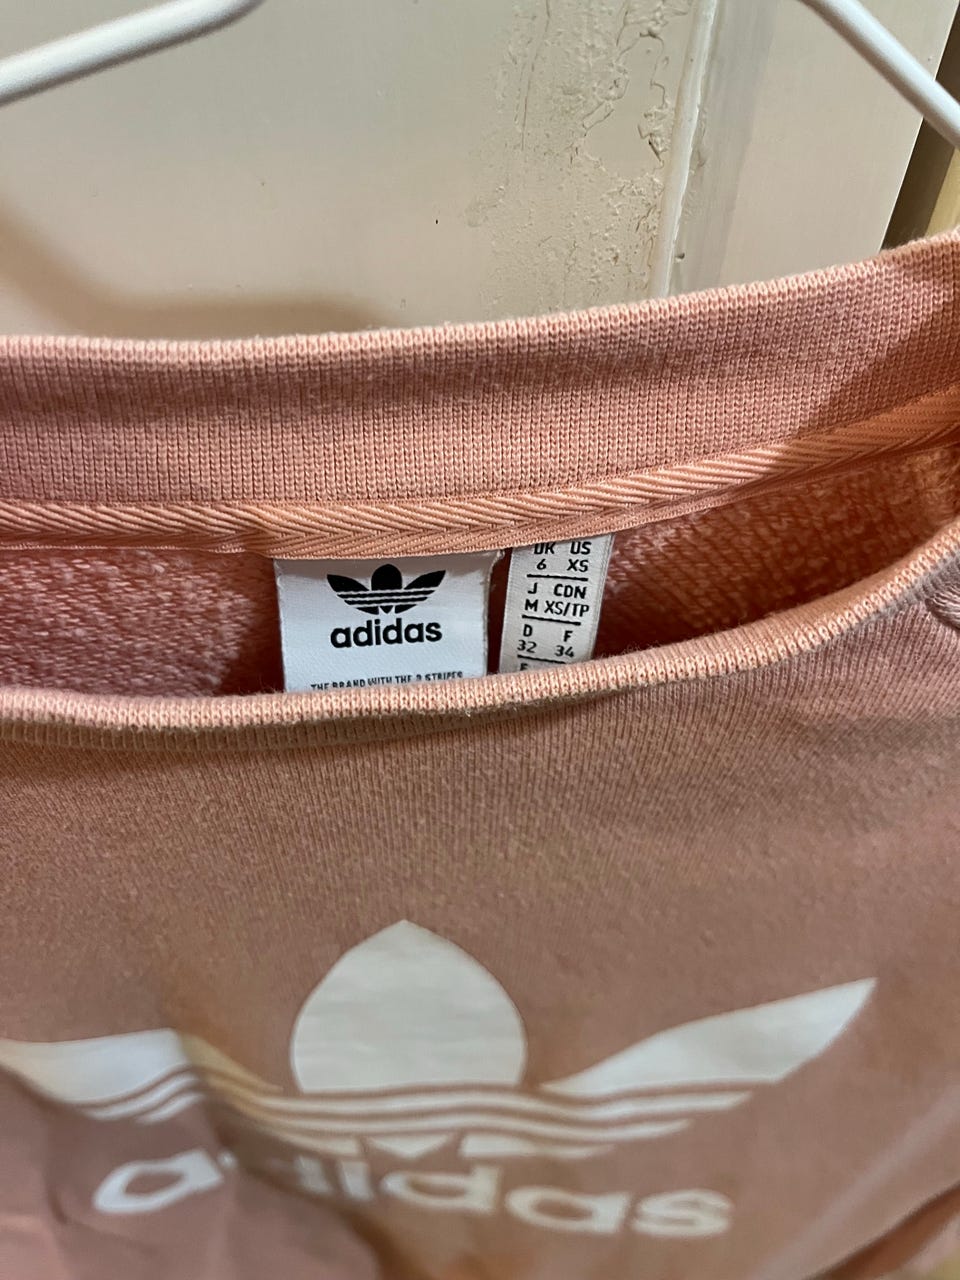 adidas
THE BRAND WITH THE 3 STRIPES
UK US
6 XS
J CDN
M XS/TP
D F
32 34
adidas